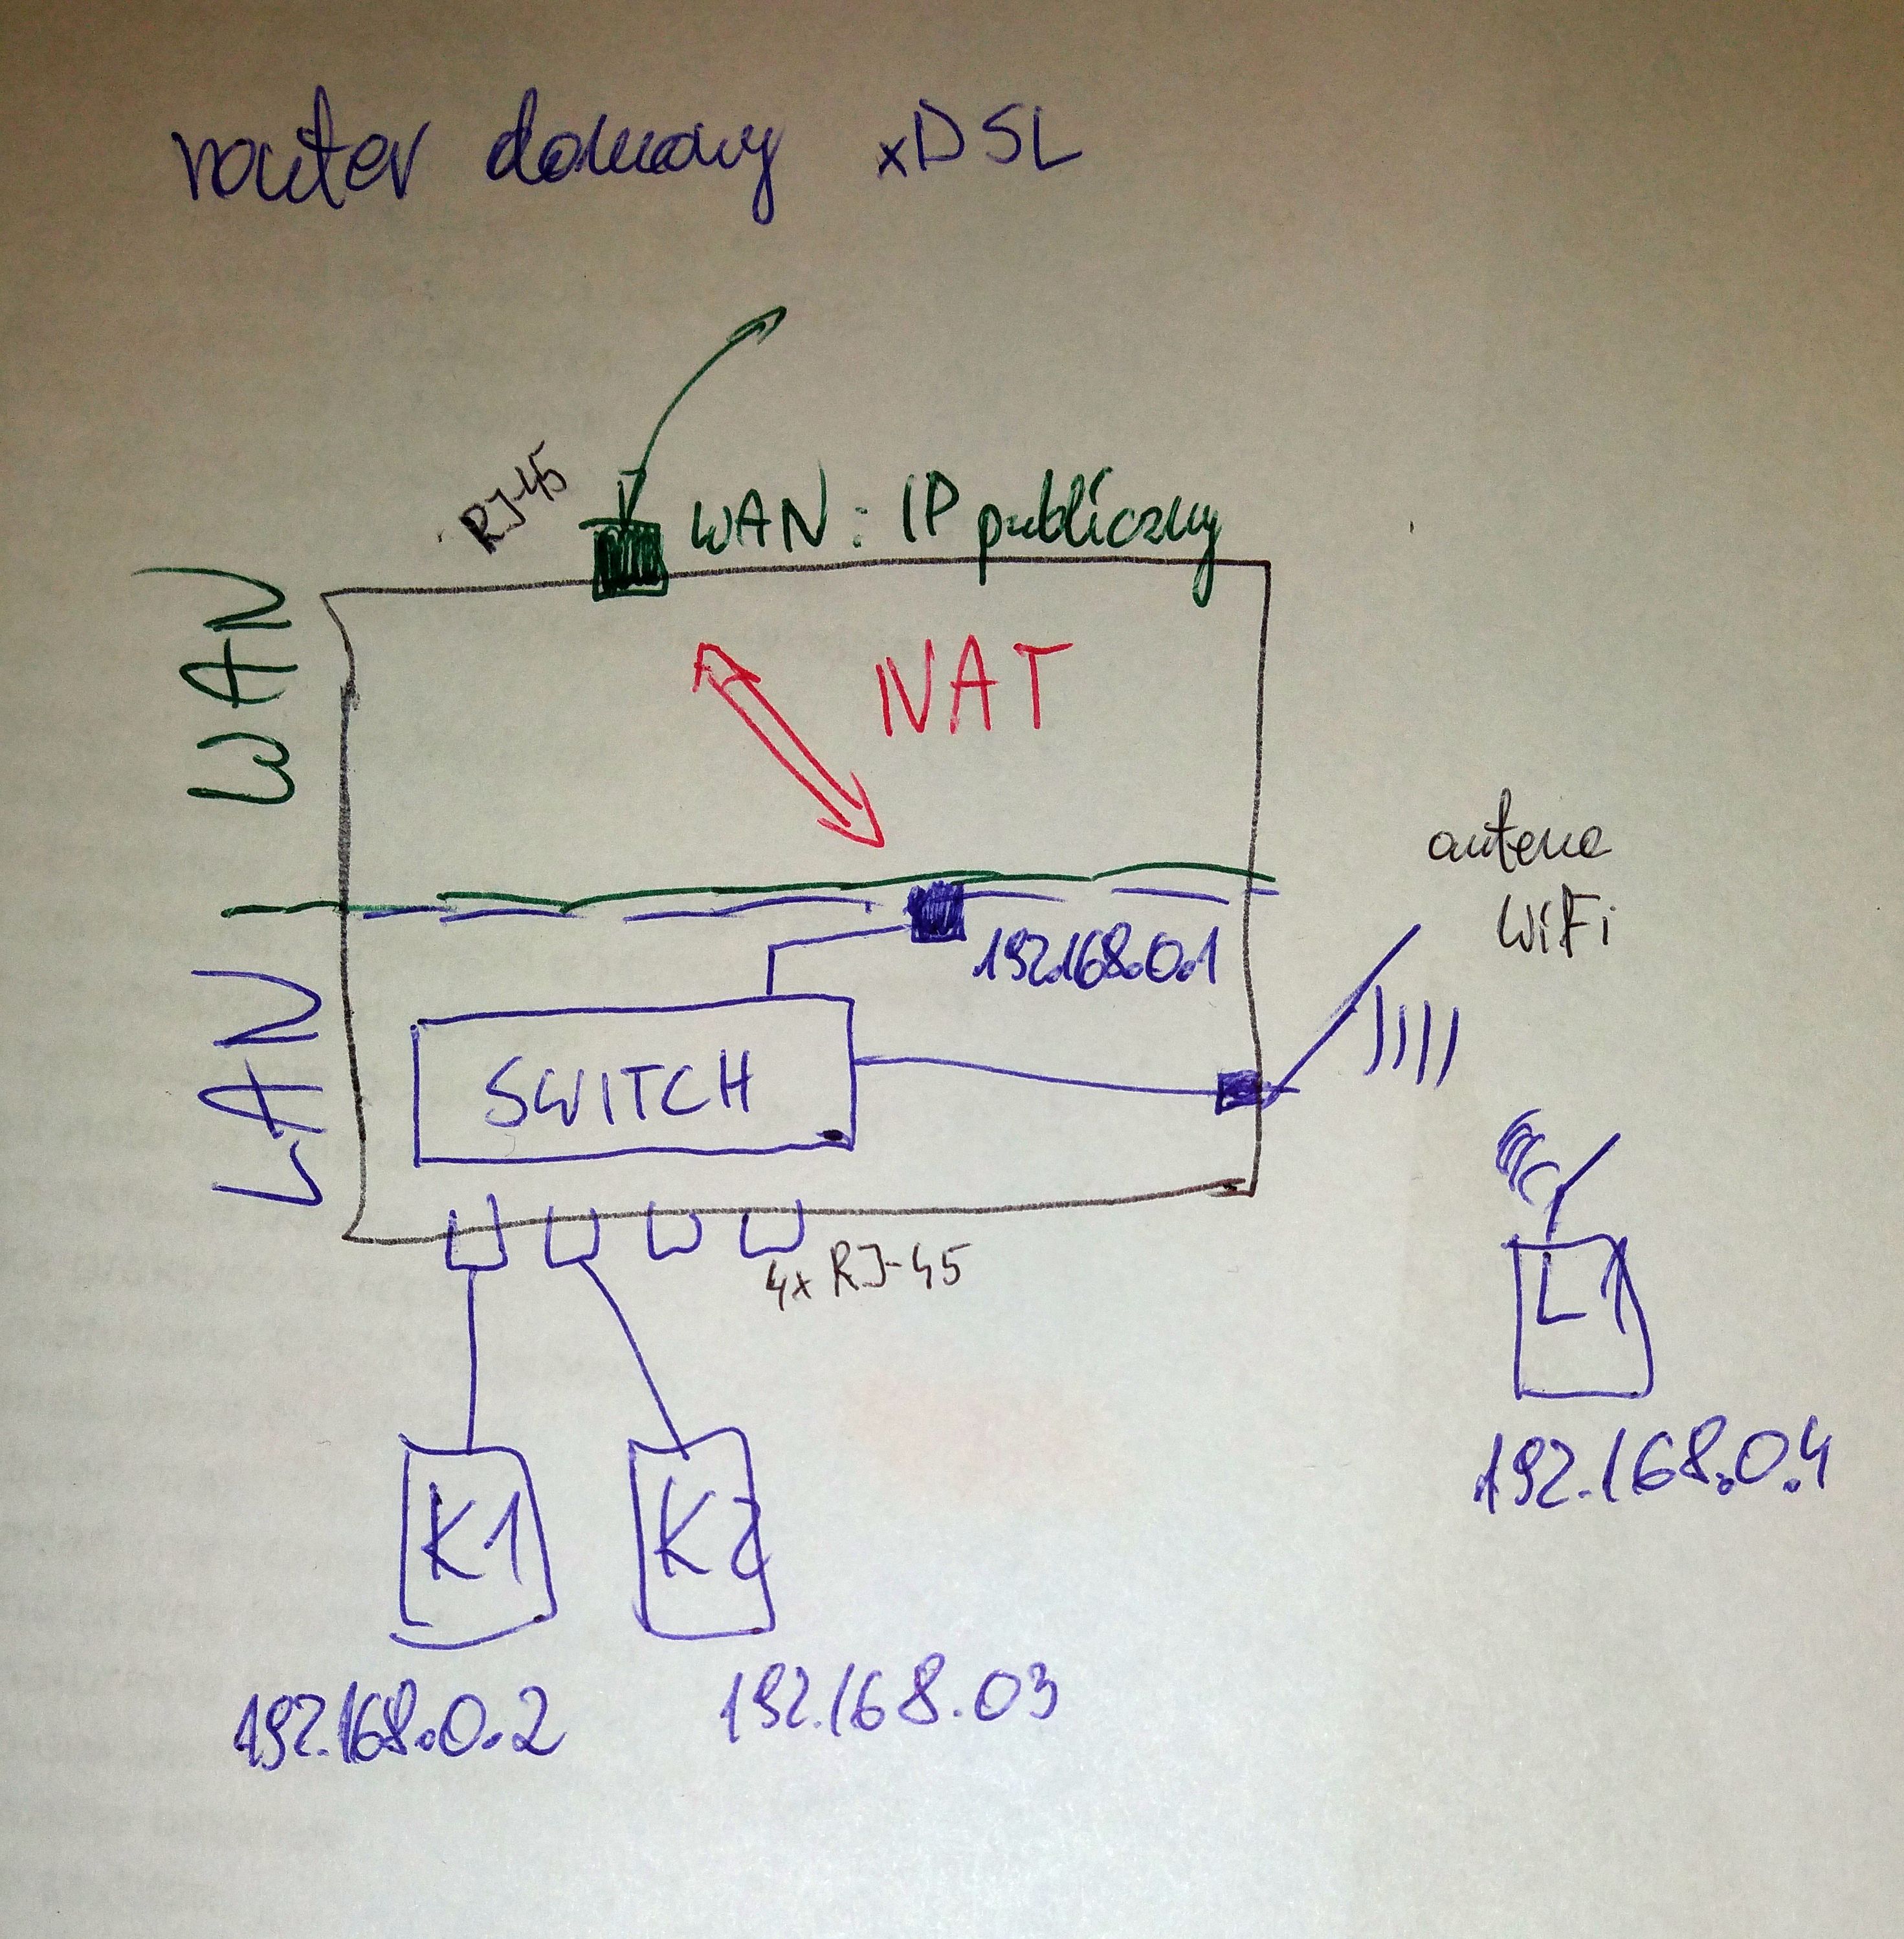 router domowy xDSL
RJ-45
WAN: IP publiczny
WAN
NAT
antena
WiFi
192.168.0.1
LAN
SWITCH
4x RJ-45
L1
192.168.0.4
K1
K2
192.168.0.2
192.168.03